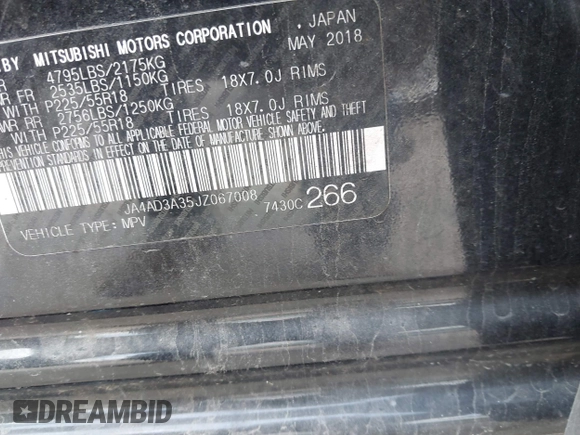 BY MITSUBISHI MOTORS CORPORATION . JAPAN
MAY 2018
4795LBS/2175KG
FR 2535LBS/1150KG
WITH P225/55R18 TIRES 18X7.0J RIMS
RR 2756LBS/1250KG
WITH P225/55R18 TIRES 18X7.0J RIMS
THIS VEHICLE CONFORMS TO ALL APPLICABLE FEDERAL MOTOR VEHICLE SAFETY AND
THEFT PREVENTION STANDARDS IN EFFECT ON THE DATE OF MANUFACTURE SHOWN ABOVE.
JA4AD3A35JZ067008 7430C 266
VEHICLE TYPE: MPV
DREAMBID